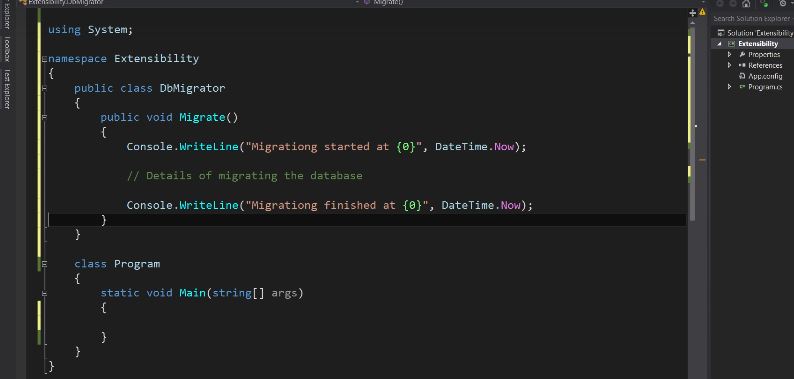 Extensibility.DbMigrator
Migrate()
Explorer
Toolbox
Test Explorer
using System;
namespace Extensibility
{
public class DbMigrator
{
public void Migrate()
{
Console.WriteLine("Migrationg started at {0}", DateTime.Now);
// Details of migrating the database
Console.WriteLine("Migrationg finished at {0}", DateTime.Now);
}
}
class Program
{
static void Main(string[] args)
{
}
}
}
Search Solution Explorer
Solution 'Extensibility
Extensibility
Properties
References
App.config
Program.cs